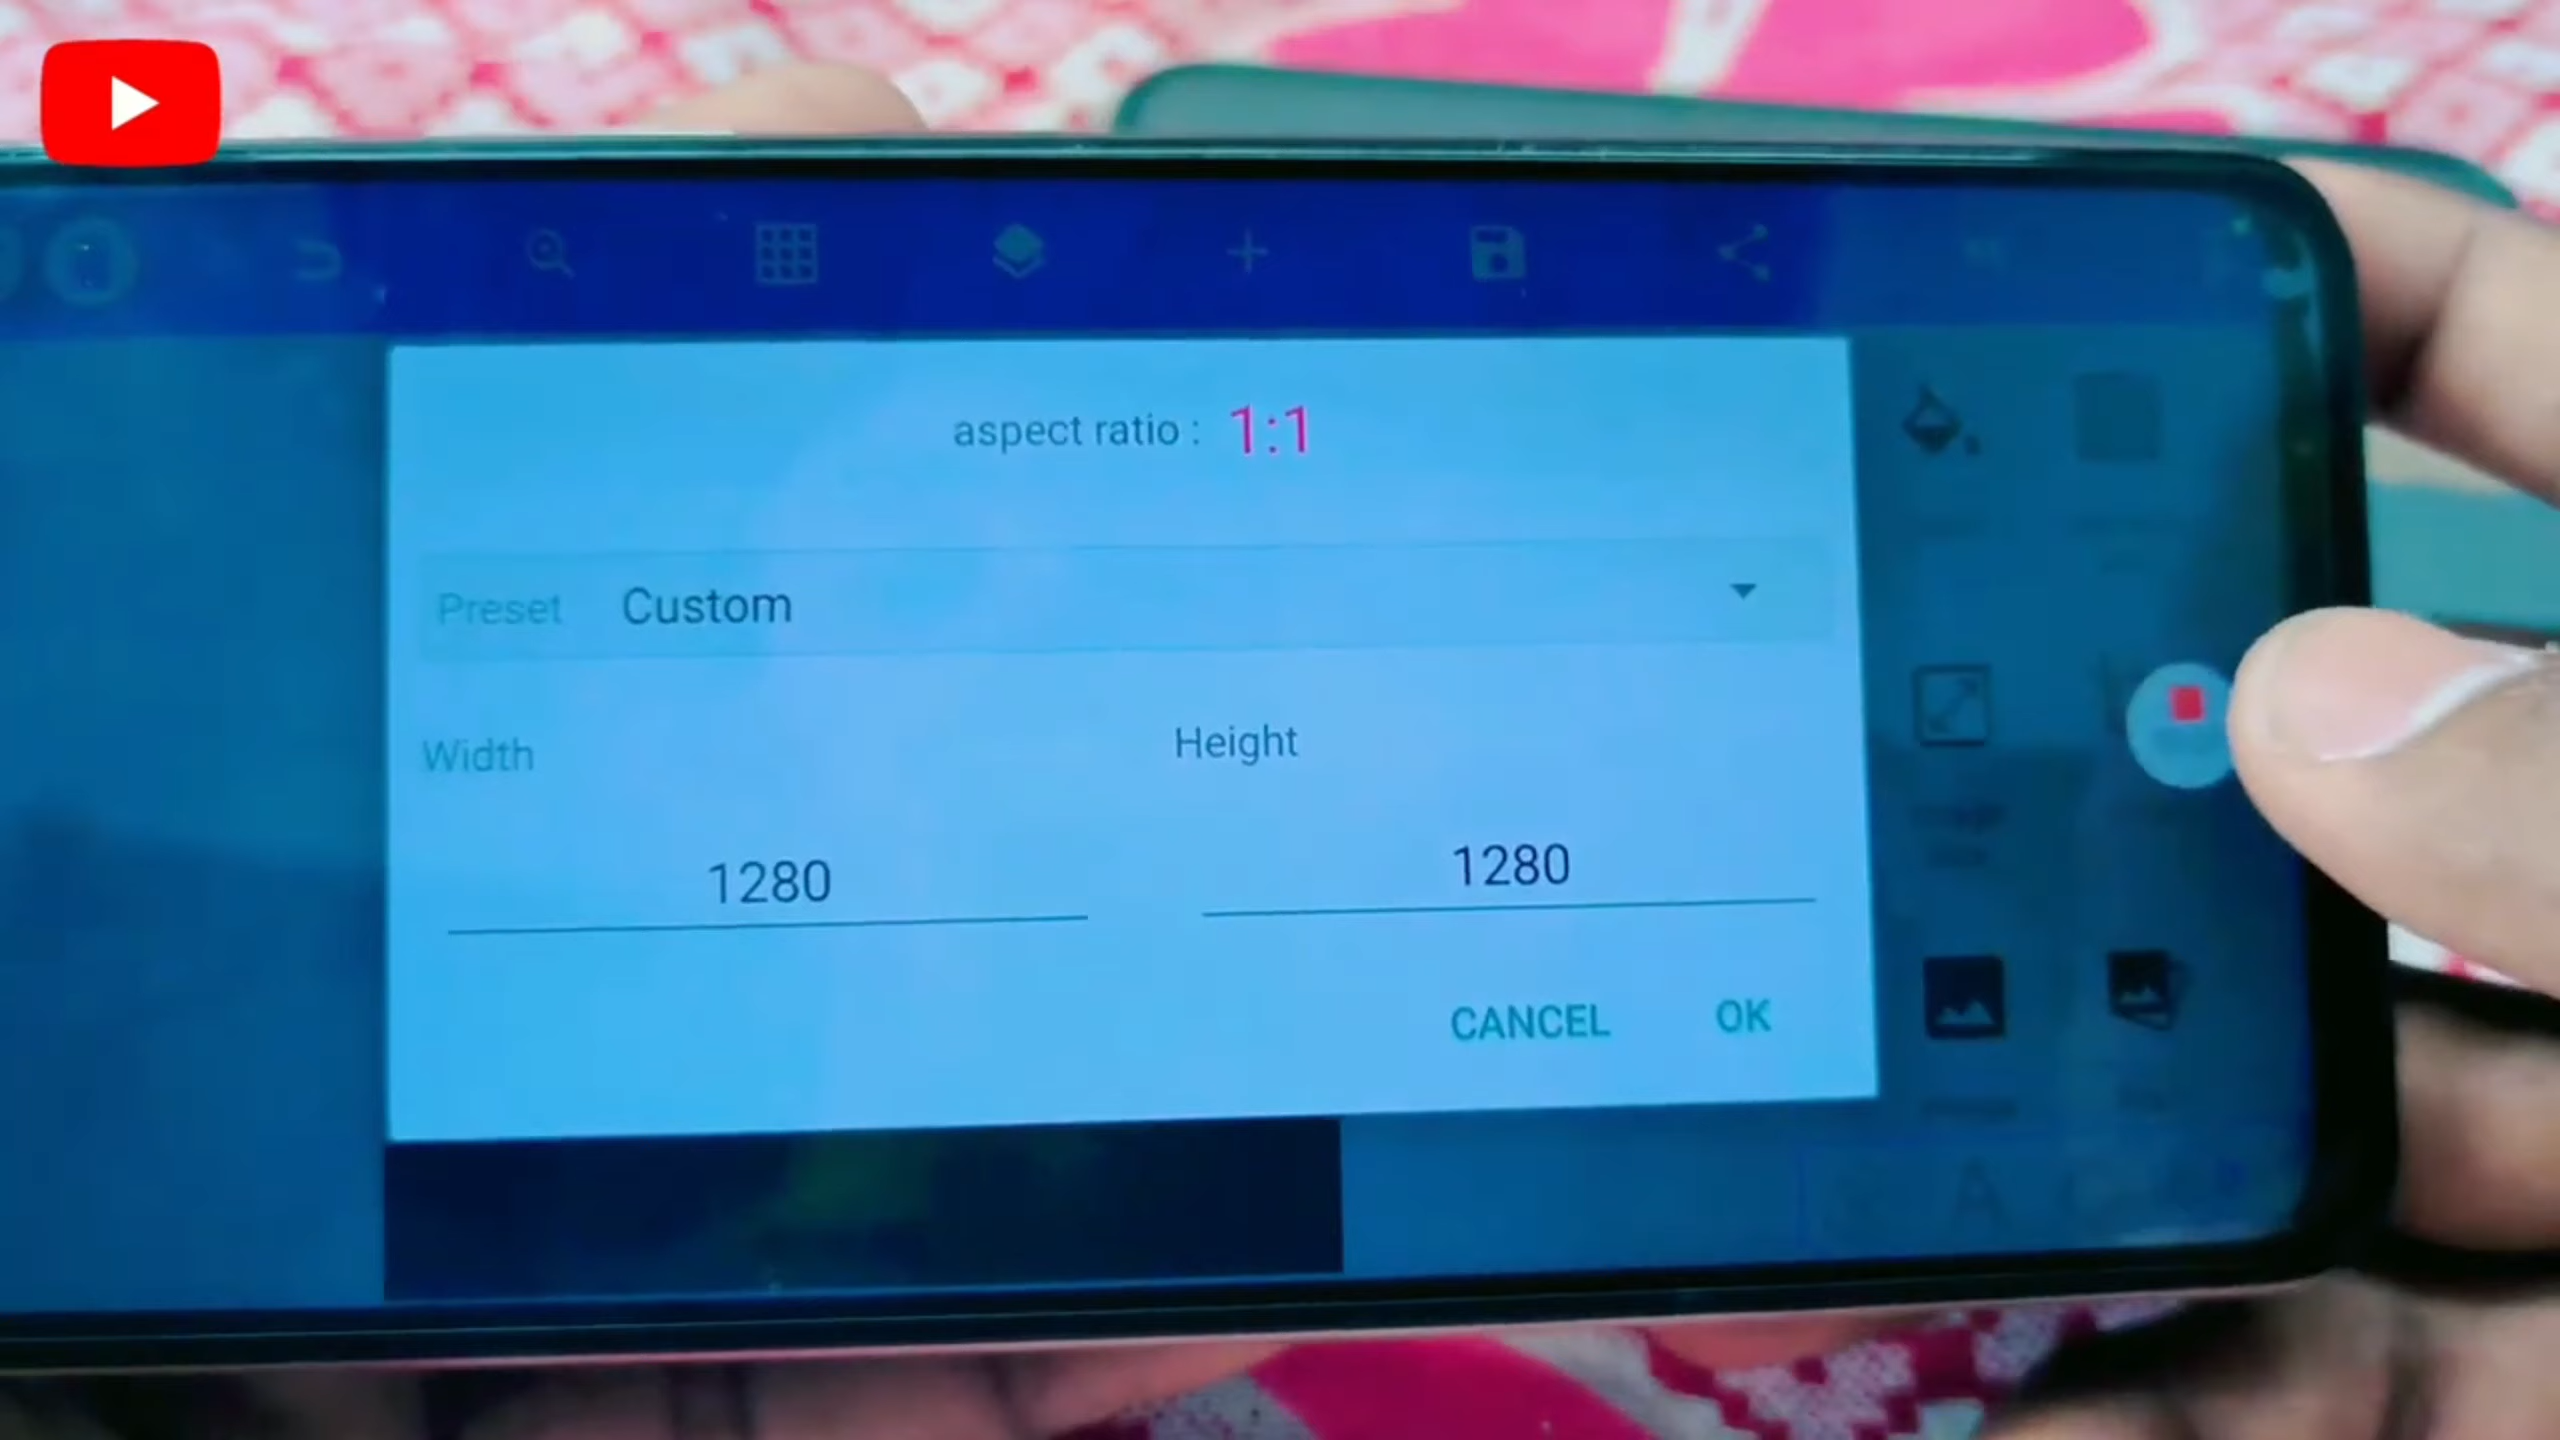 aspect ratio : 1:1
Preset Custom
Width Height
1280 1280
CANCEL OK